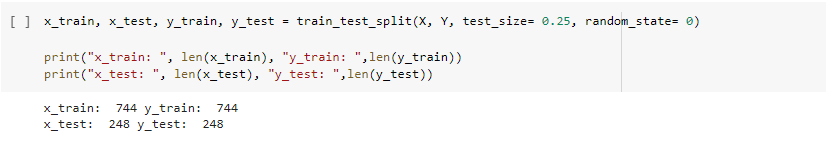 [ ] x_train, x_test, y_train, y_test = train_test_split(X, Y, test_size= 0.25, random_state= 0)
print("x_train: ", len(x_train), "y_train: ",len(y_train))
print("x_test: ", len(x_test), "y_test: ",len(y_test))
x_train:  744 y_train:  744
x_test:  248 y_test:  248